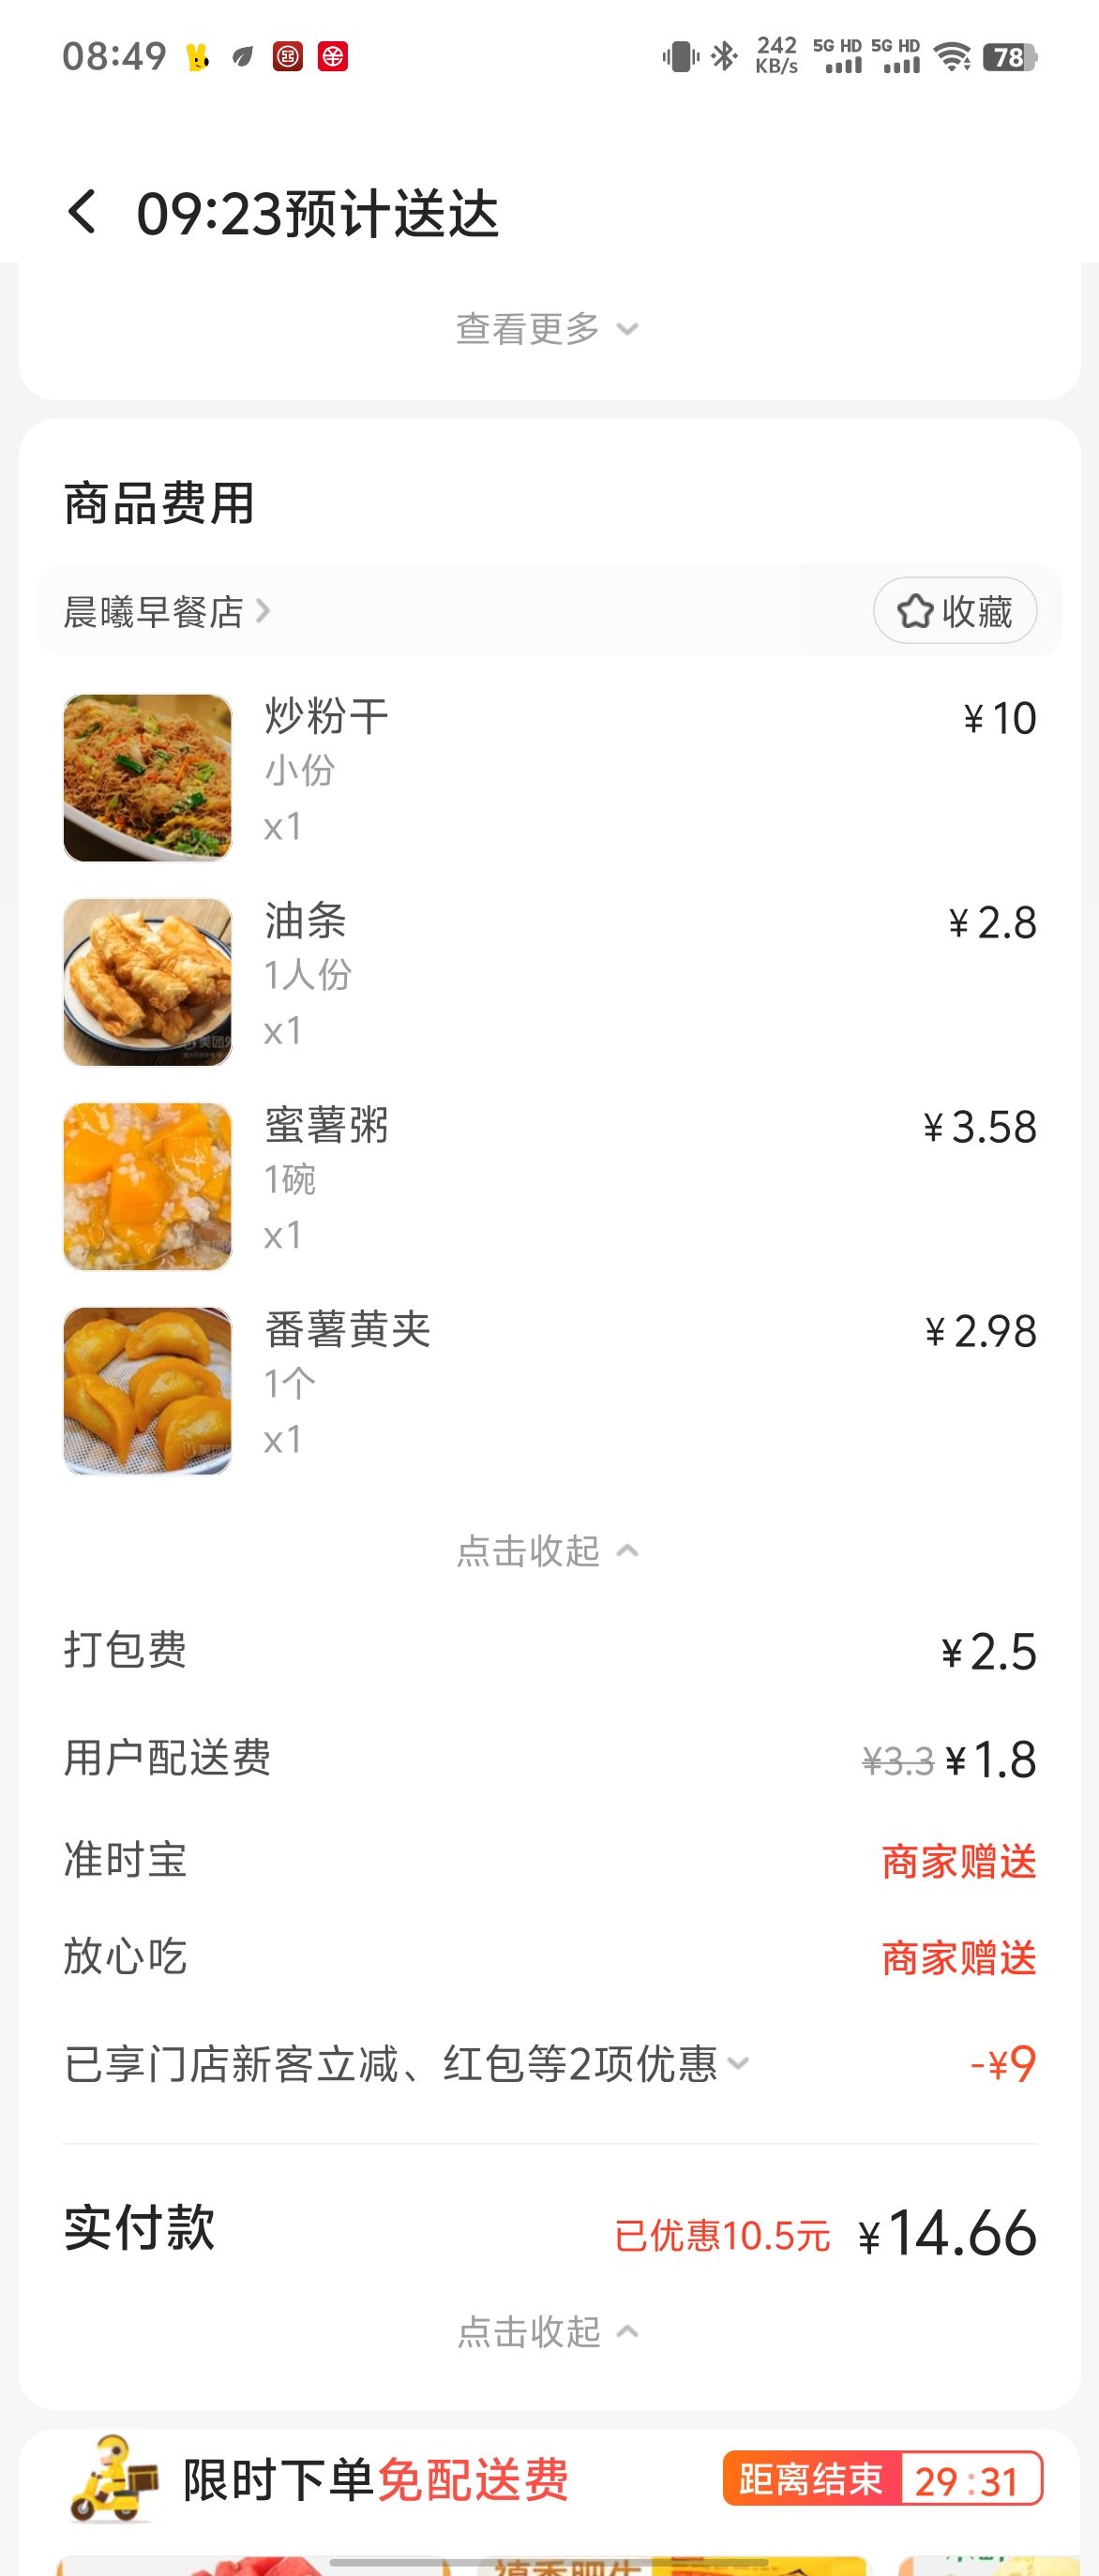 08:49
242 KB/s 5G HD 5G HD 78
09:23预计送达
查看更多
商品费用
晨曦早餐店
收藏
炒粉干 ¥10
小份
x1
油条 ¥2.8
1人份
x1
蜜薯粥 ¥3.58
1碗
x1
番薯黄夹 ¥2.98
1个
x1
点击收起
打包费 ¥2.5
用户配送费 ¥3.3 ¥1.8
准时宝 商家赠送
放心吃 商家赠送
已享门店新客立减、红包等2项优惠 -¥9
实付款 已优惠10.5元 ¥14.66
点击收起
限时下单免配送费 距离结束 29:31